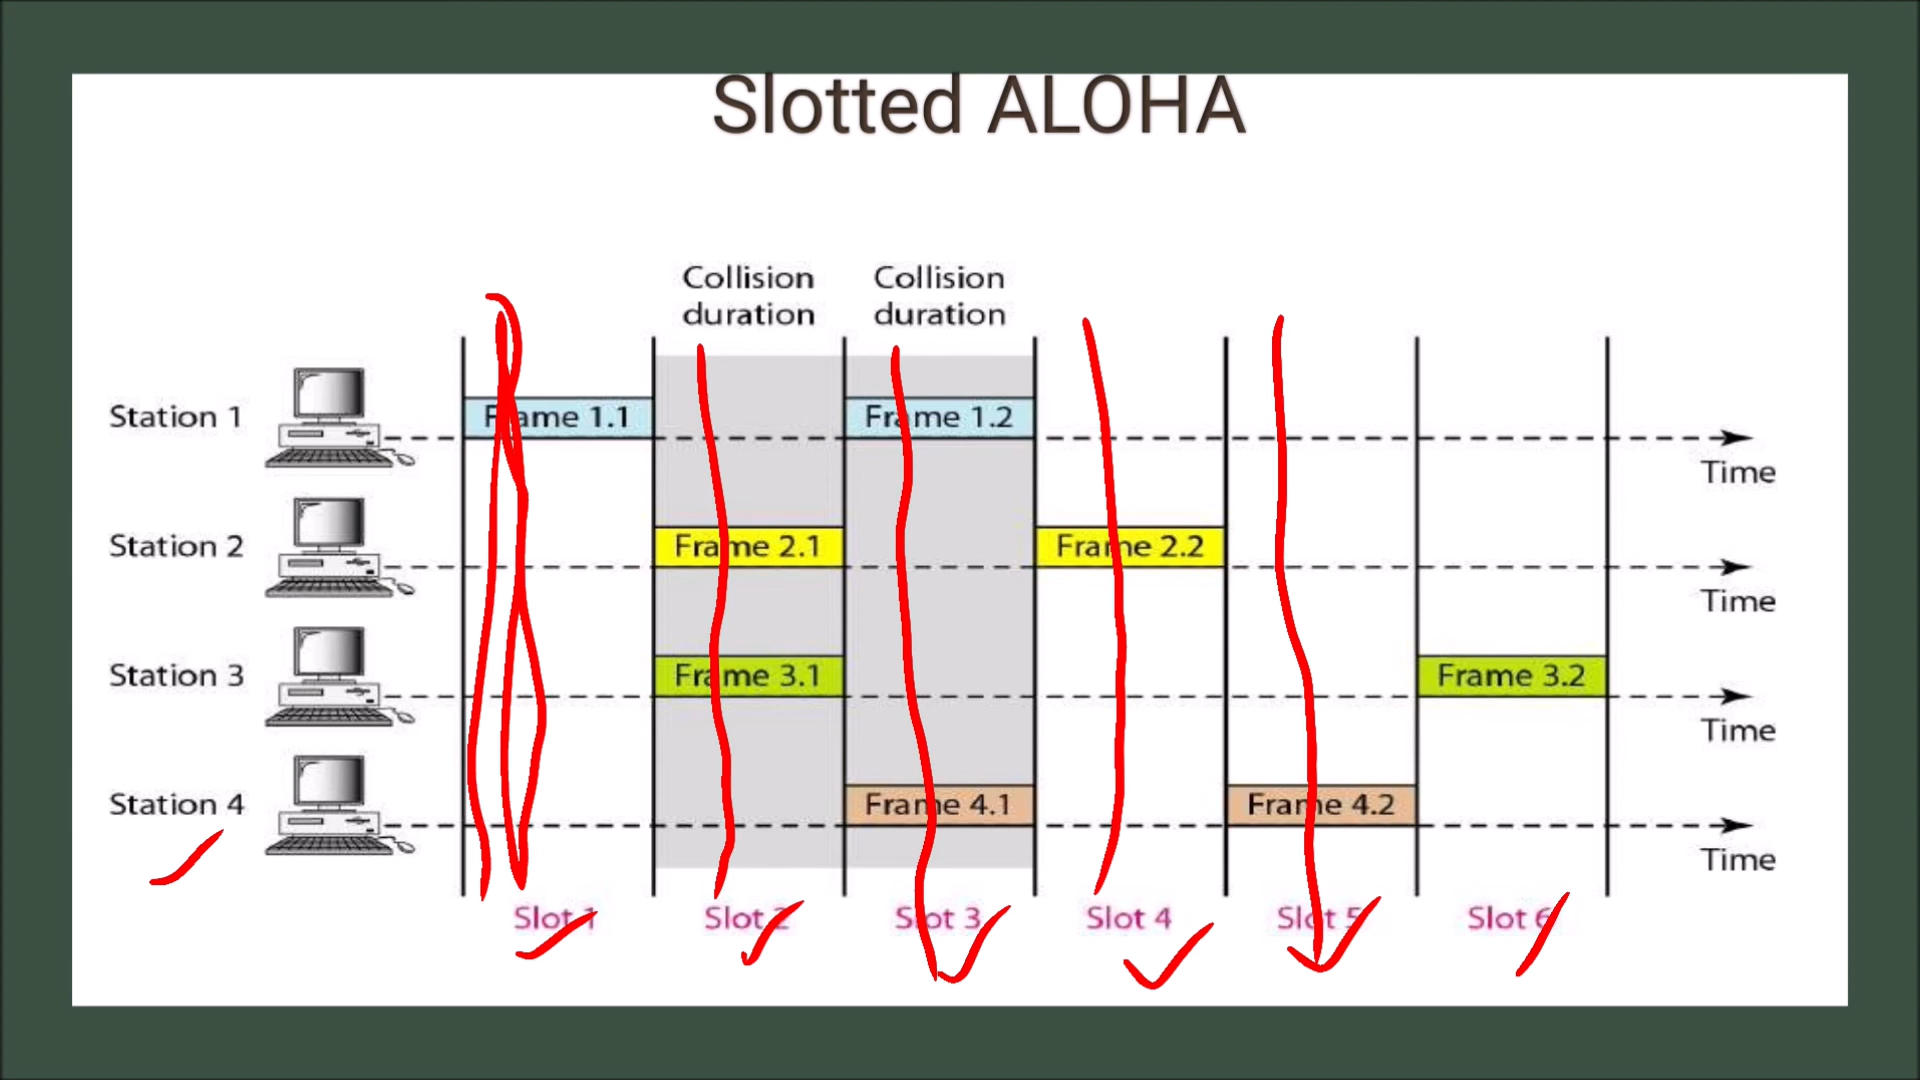 Slotted ALOHA
Collision duration
Collision duration
Station 1
Frame 1.1
Frame 1.2
Time
Station 2
Frame 2.1
Frame 2.2
Time
Station 3
Frame 3.1
Frame 3.2
Time
Station 4
Frame 4.1
Frame 4.2
Time
Slot 1
Slot 2
Slot 3
Slot 4
Slot 5
Slot 6